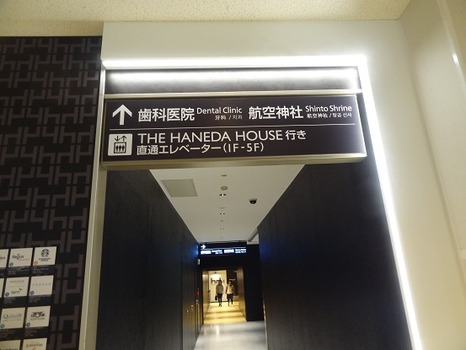 ↑ 歯科医院 Dental Clinic 牙科 / 치과 航空神社 Shinto Shrine 航空神社 / 항공 신사
THE HANEDA HOUSE 行き
直通エレベーター(1F-5F)